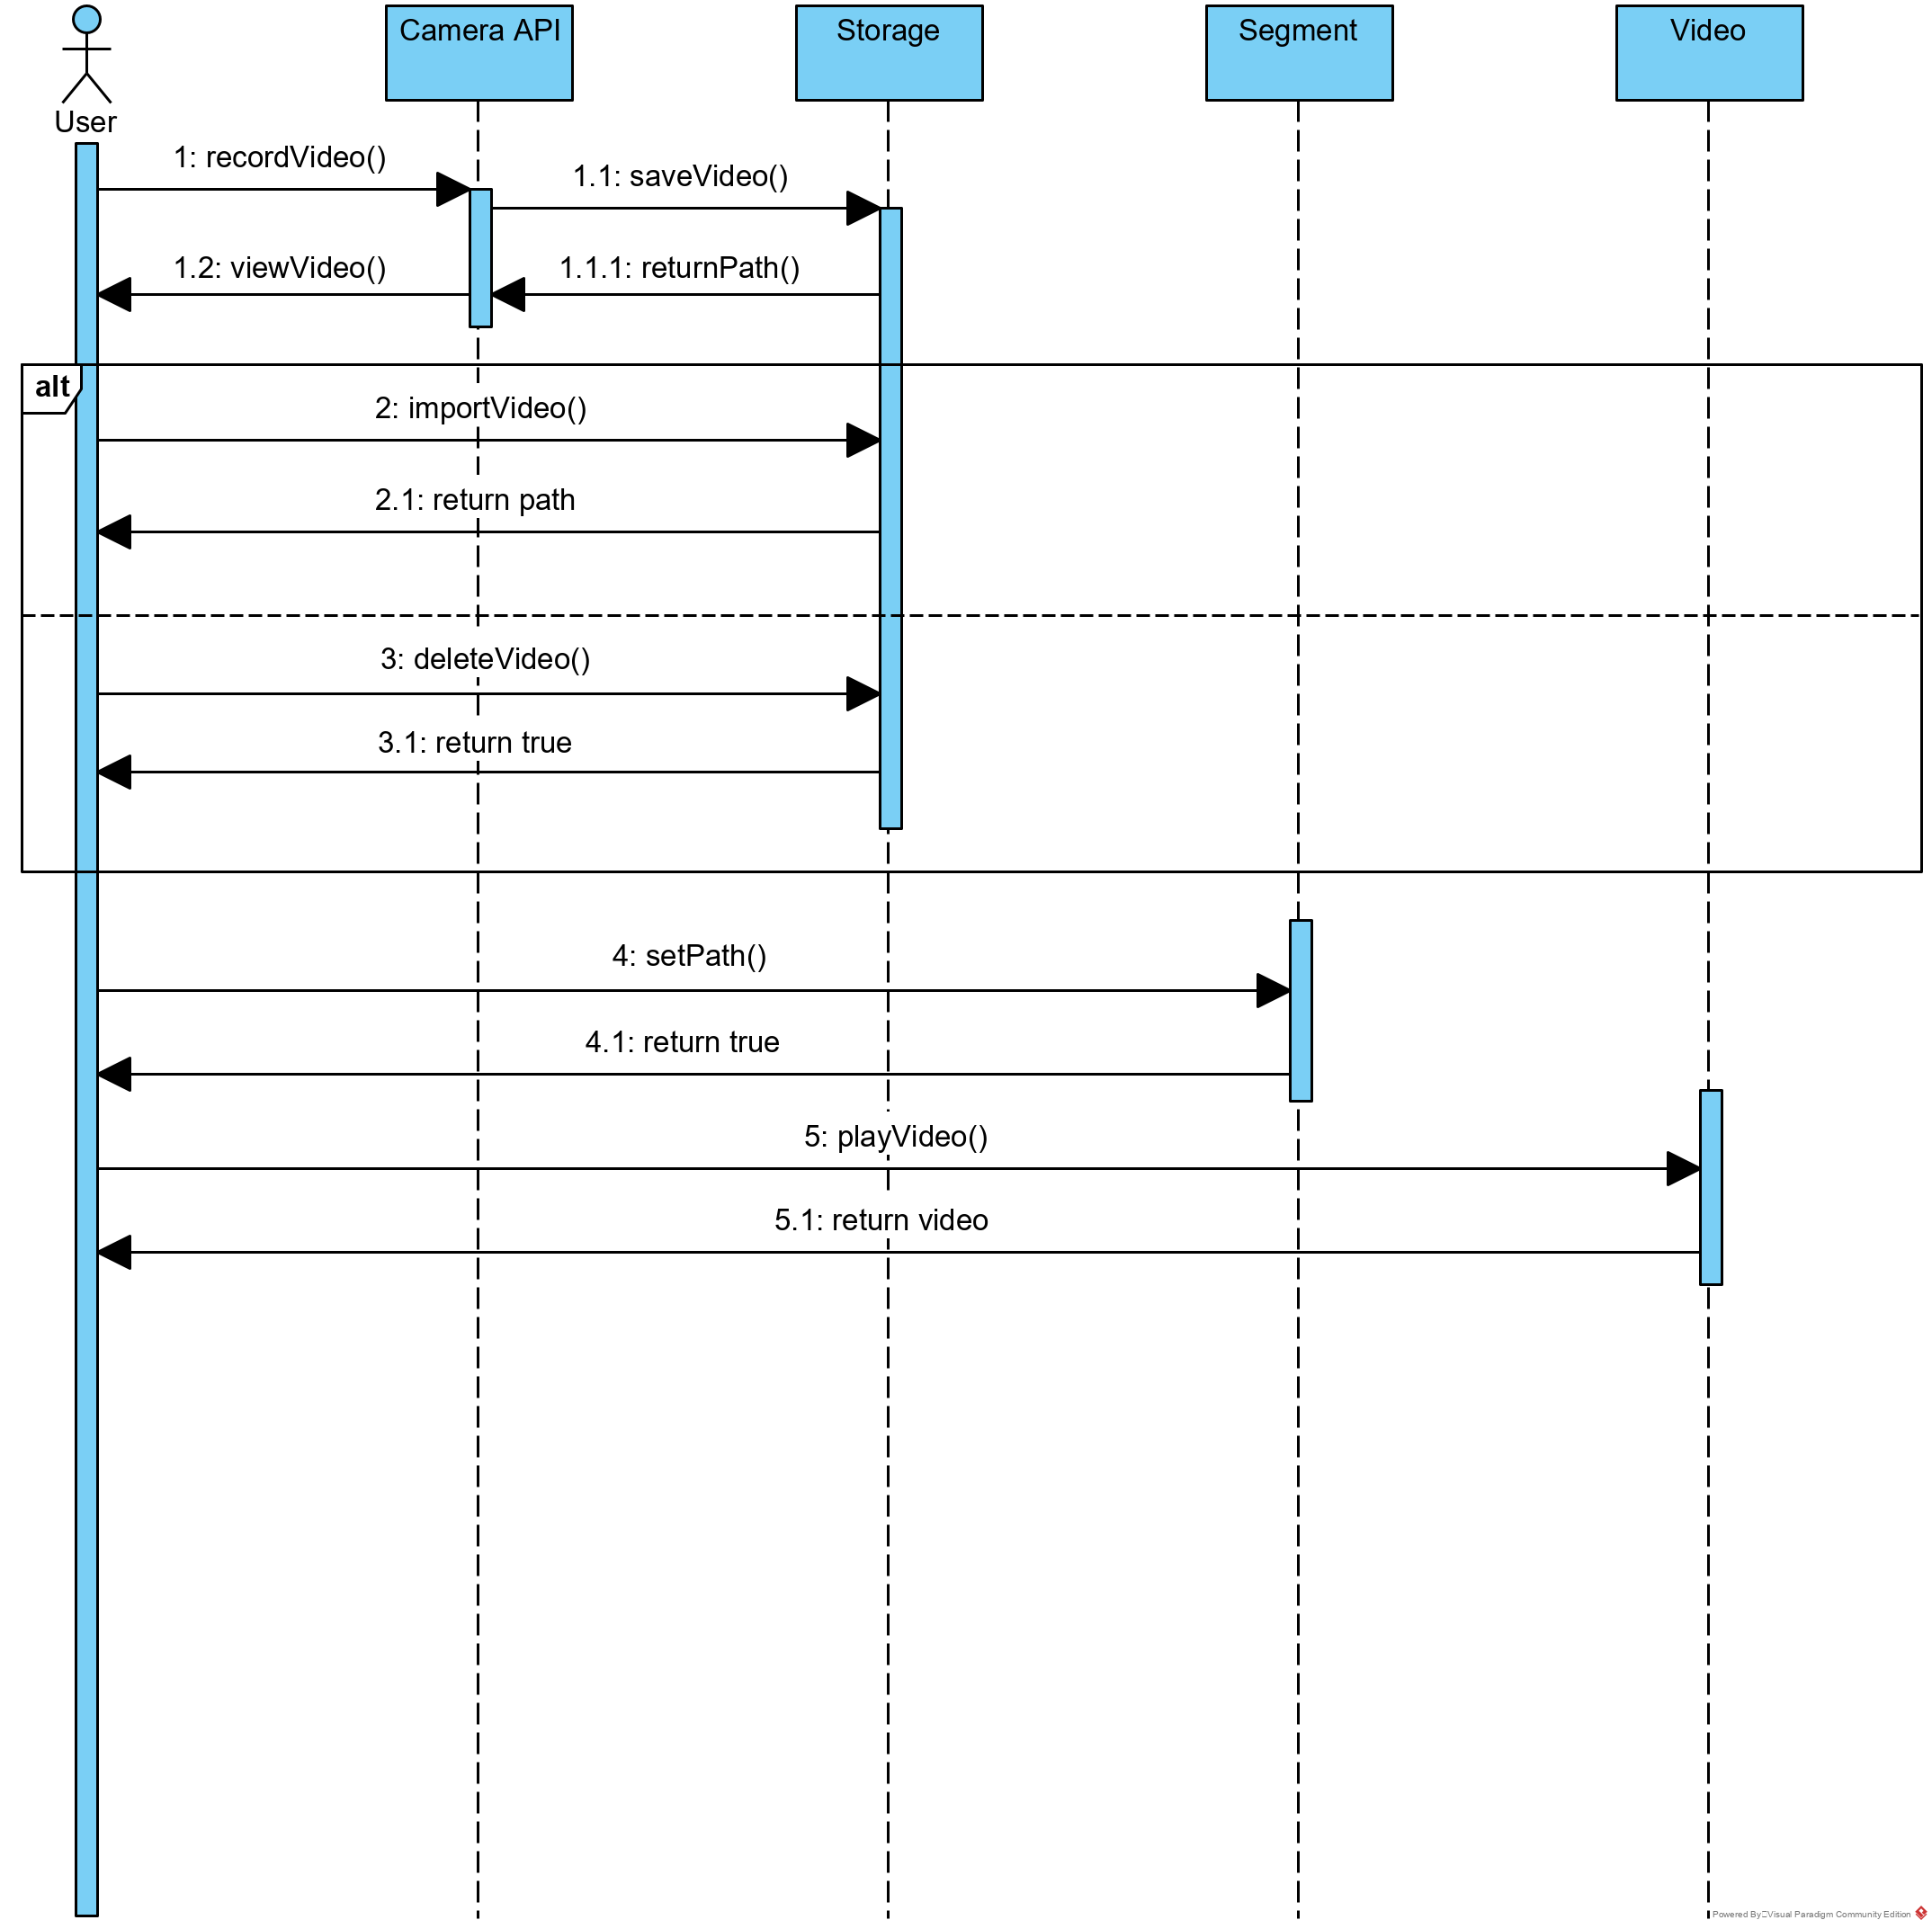 User
Camera API
Storage
Segment
Video
1: recordVideo()
1.1: saveVideo()
1.2: viewVideo()
1.1.1: returnPath()
alt
2: importVideo()
2.1: return path
3: deleteVideo()
3.1: return true
4: setPath()
4.1: return true
5: playVideo()
5.1: return video
Powered By Visual Paradigm Community Edition